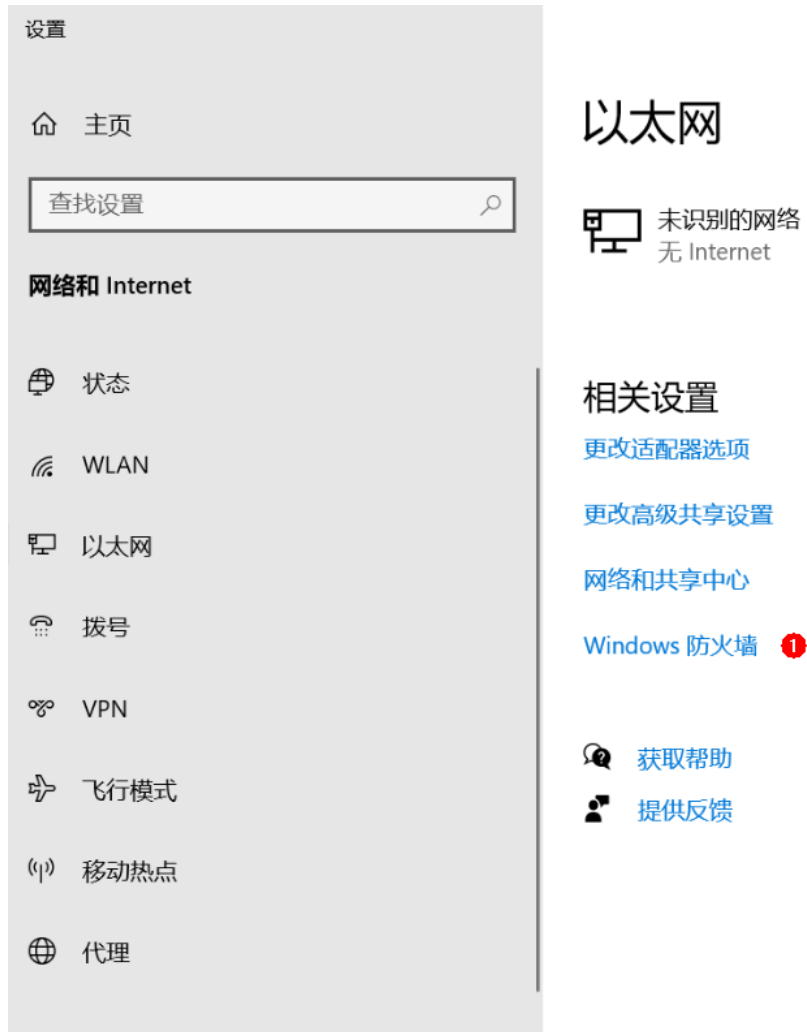 设置
主页
查找设置
网络和 Internet
状态
WLAN
以太网
拨号
VPN
飞行模式
移动热点
代理
以太网
未识别的网络
无 Internet
相关设置
更改适配器选项
更改高级共享设置
网络和共享中心
Windows 防火墙 1
获取帮助
提供反馈